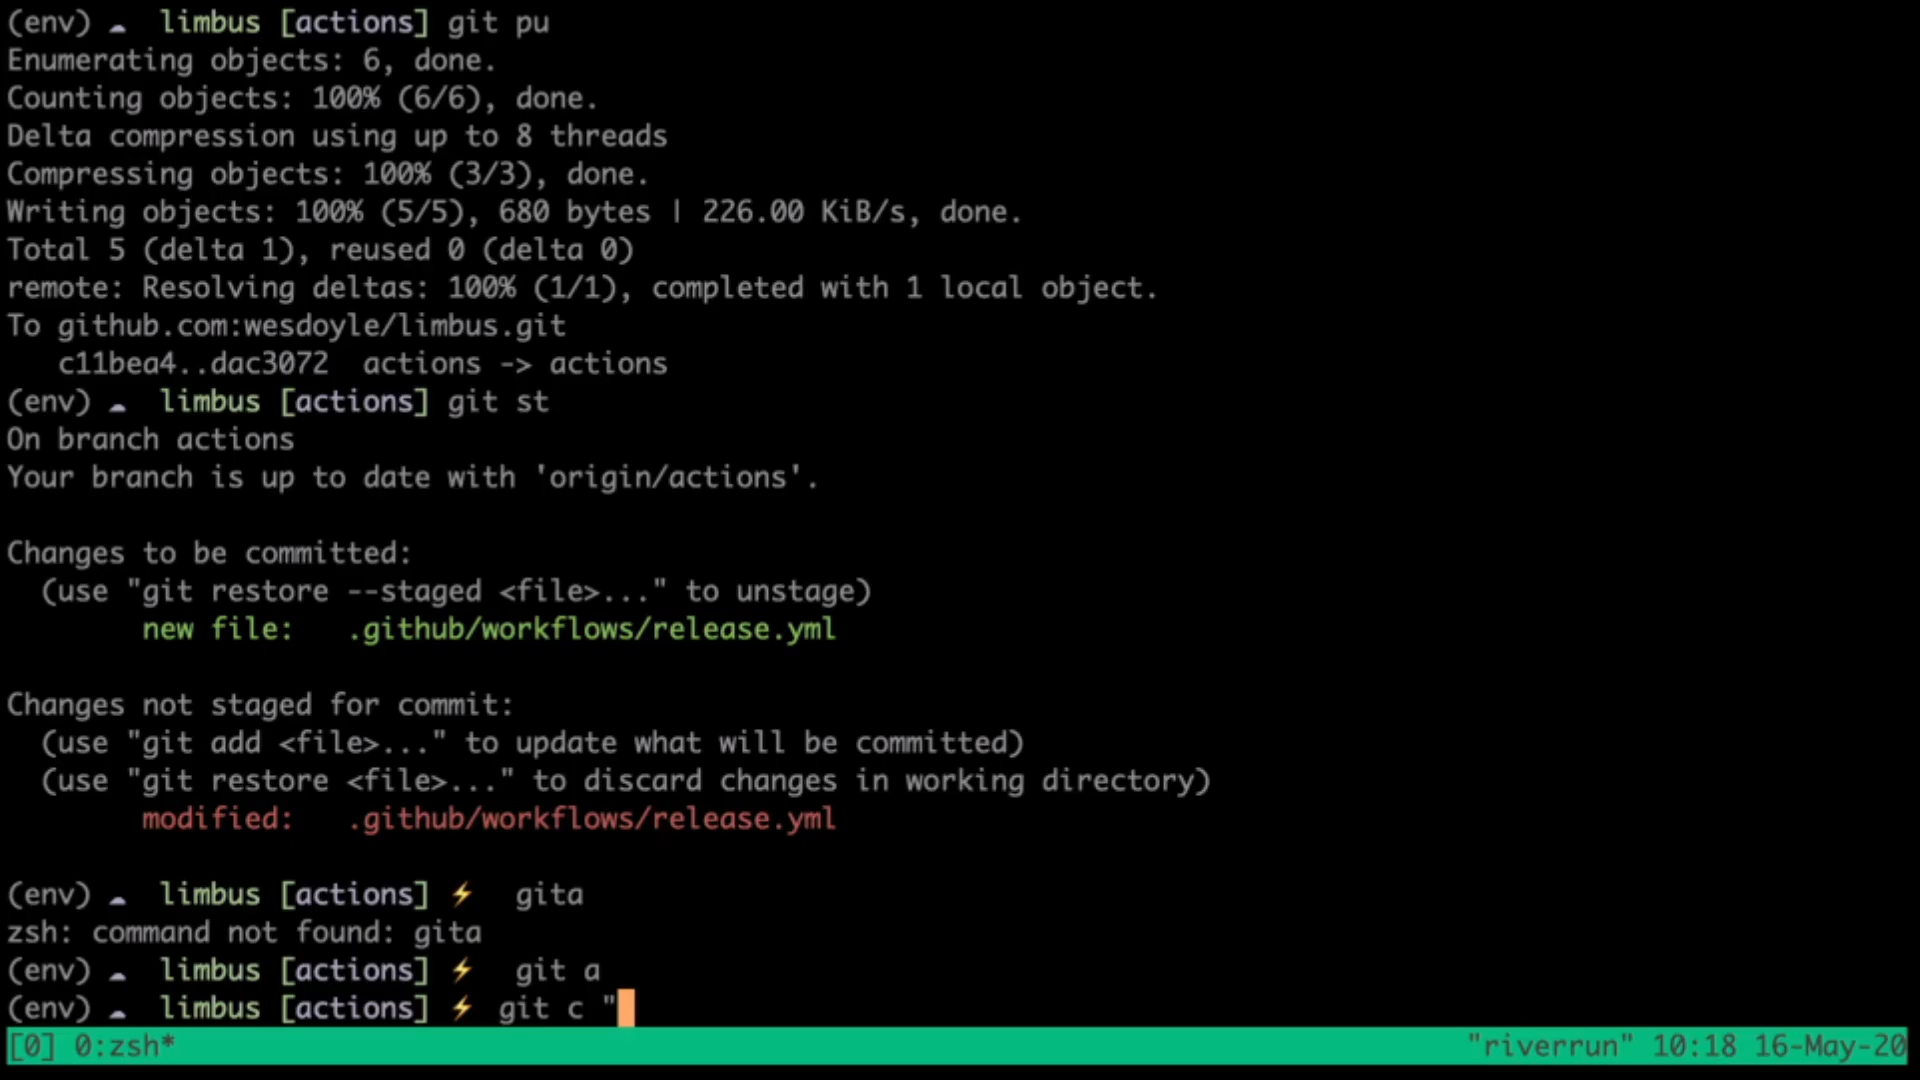 (env) ☁  limbus [actions] git pu
Enumerating objects: 6, done.
Counting objects: 100% (6/6), done.
Delta compression using up to 8 threads
Compressing objects: 100% (3/3), done.
Writing objects: 100% (5/5), 680 bytes | 226.00 KiB/s, done.
Total 5 (delta 1), reused 0 (delta 0)
remote: Resolving deltas: 100% (1/1), completed with 1 local object.
To github.com:wesdoyle/limbus.git
   c11bea4..dac3072  actions -> actions
(env) ☁  limbus [actions] git st
On branch actions
Your branch is up to date with 'origin/actions'.

Changes to be committed:
  (use "git restore --staged <file>..." to unstage)
        new file:   .github/workflows/release.yml

Changes not staged for commit:
  (use "git add <file>..." to update what will be committed)
  (use "git restore <file>..." to discard changes in working directory)
        modified:   .github/workflows/release.yml

(env) ☁  limbus [actions] ⚡  gita
zsh: command not found: gita
(env) ☁  limbus [actions] ⚡  git a
(env) ☁  limbus [actions] ⚡ git c "
[0] 0:zsh* "riverrun" 10:18 16-May-20